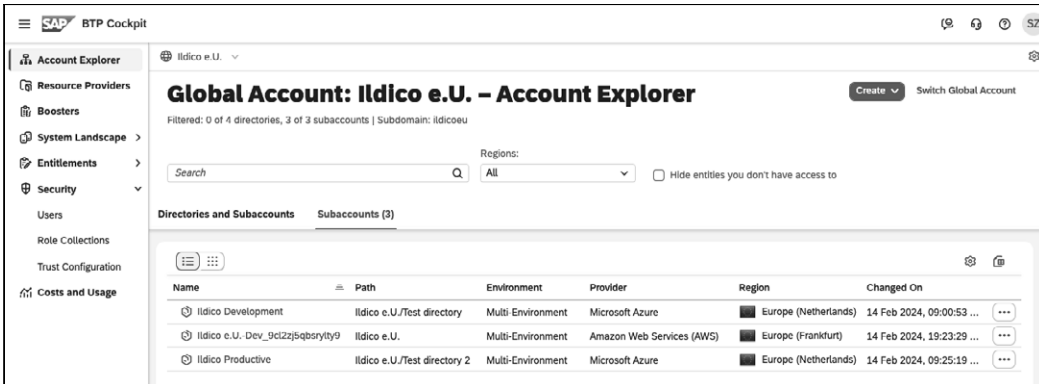 SAP BTP Cockpit
SZ
Account Explorer
Resource Providers
Boosters
System Landscape
Entitlements
Security
Users
Role Collections
Trust Configuration
Costs and Usage
Ildico e.U.
Global Account: Ildico e.U. – Account Explorer
Create
Switch Global Account
Filtered: 0 of 4 directories, 3 of 3 subaccounts | Subdomain: ildicoeu
Regions:
Search
All
Hide entities you don't have access to
Directories and Subaccounts Subaccounts (3)
Name Path Environment Provider Region Changed On
Ildico Development Ildico e.U./Test directory Multi-Environment Microsoft Azure Europe (Netherlands) 14 Feb 2024, 09:00:53 ...
Ildico e.U.-Dev_9cl2zj5qbsrylty9 Ildico e.U. Multi-Environment Amazon Web Services (AWS) Europe (Frankfurt) 14 Feb 2024, 19:23:29 ...
Ildico Productive Ildico e.U./Test directory 2 Multi-Environment Microsoft Azure Europe (Netherlands) 14 Feb 2024, 09:25:19 ...